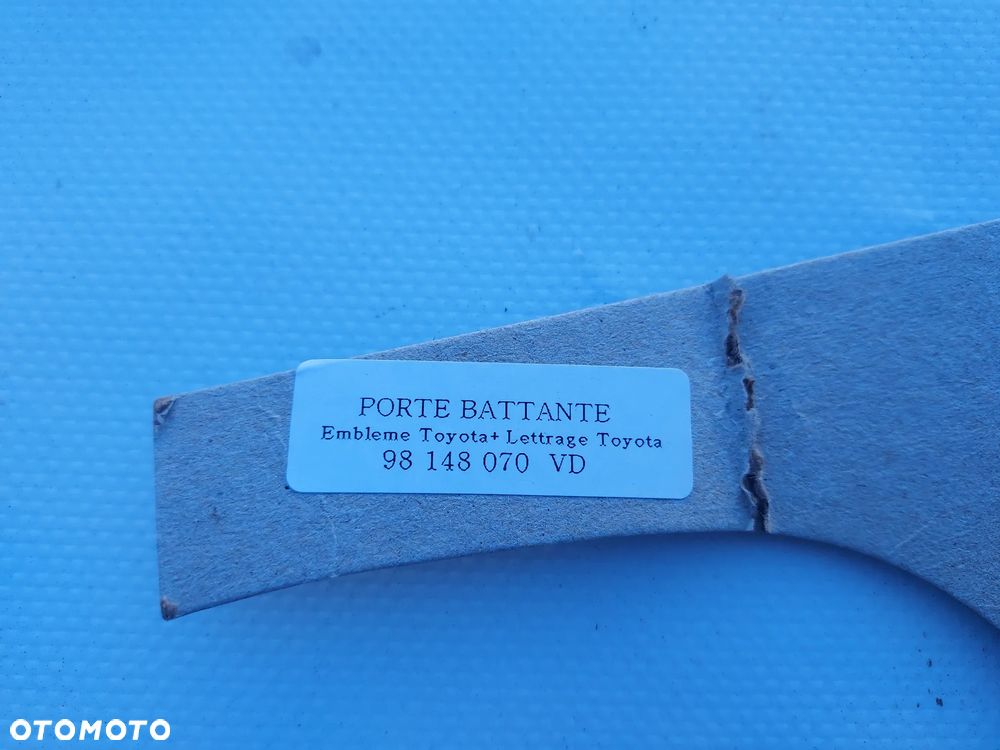 PORTE BATTANTE
Embleme Toyota+ Lettrage Toyota
98 148 070 VD
OTOMOTO